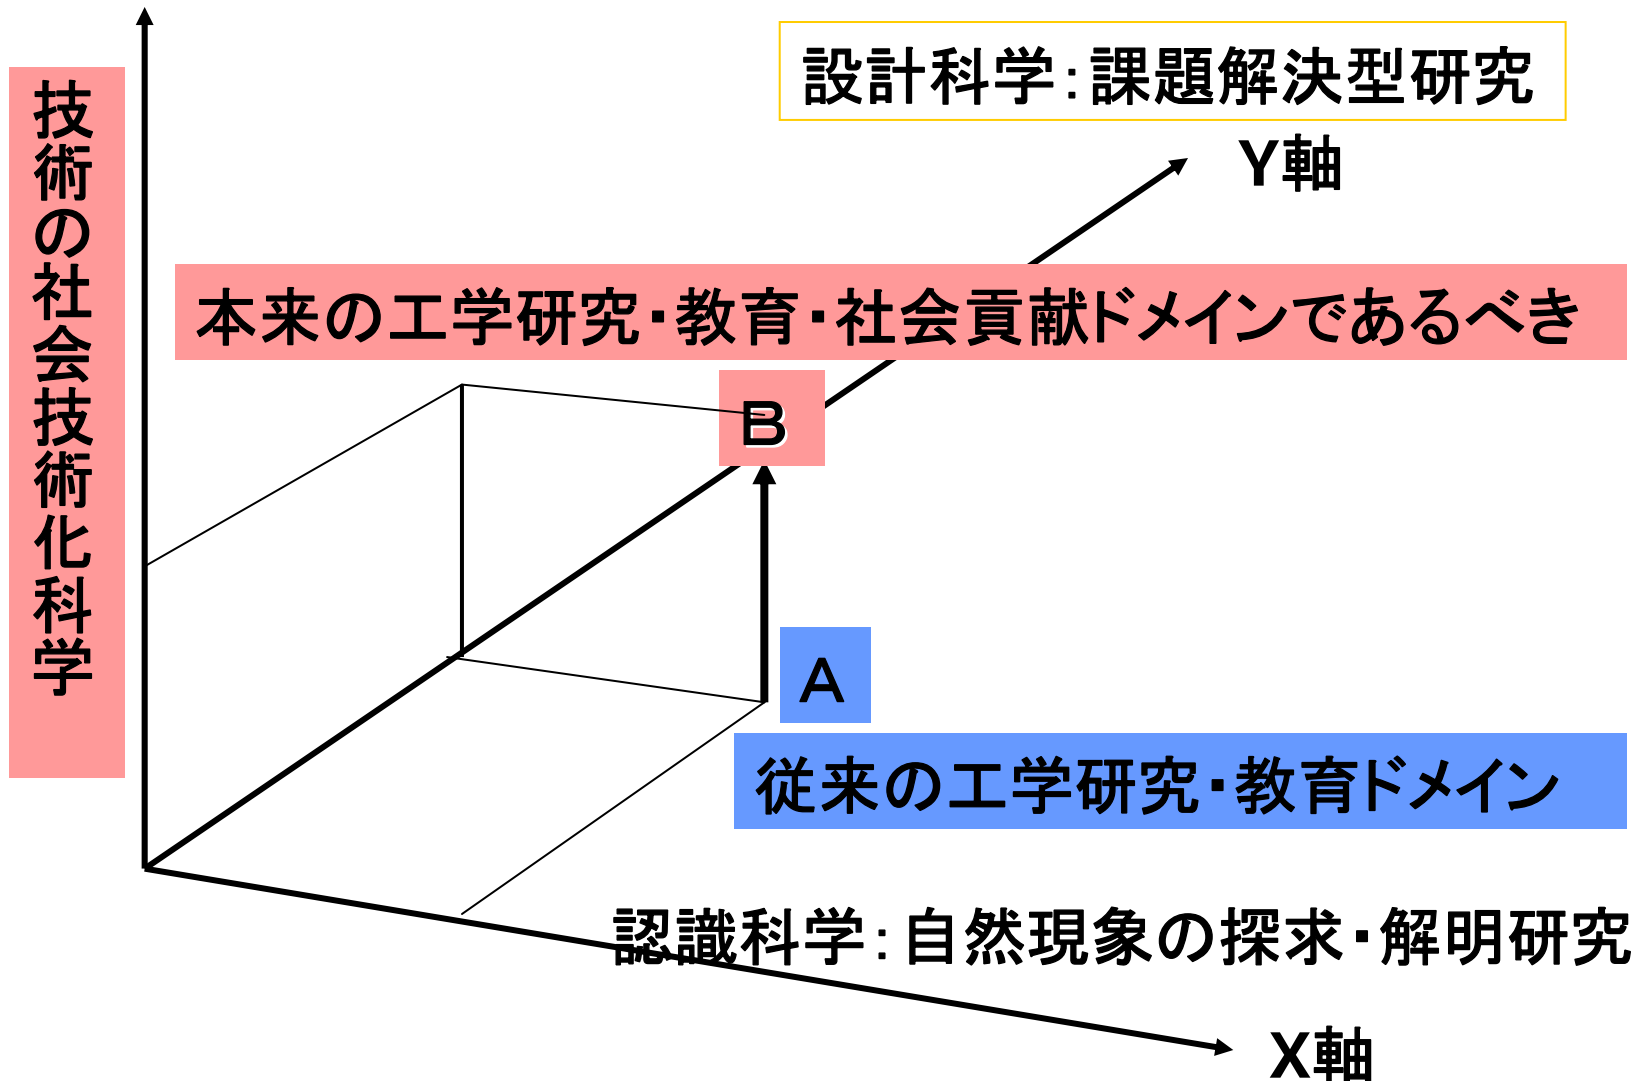 設計科学：課題解決型研究
Y軸
技術の社会技術化科学
本来の工学研究・教育・社会貢献ドメインであるべき
B
A
従来の工学研究・教育ドメイン
認識科学：自然現象の探求・解明研究
X軸